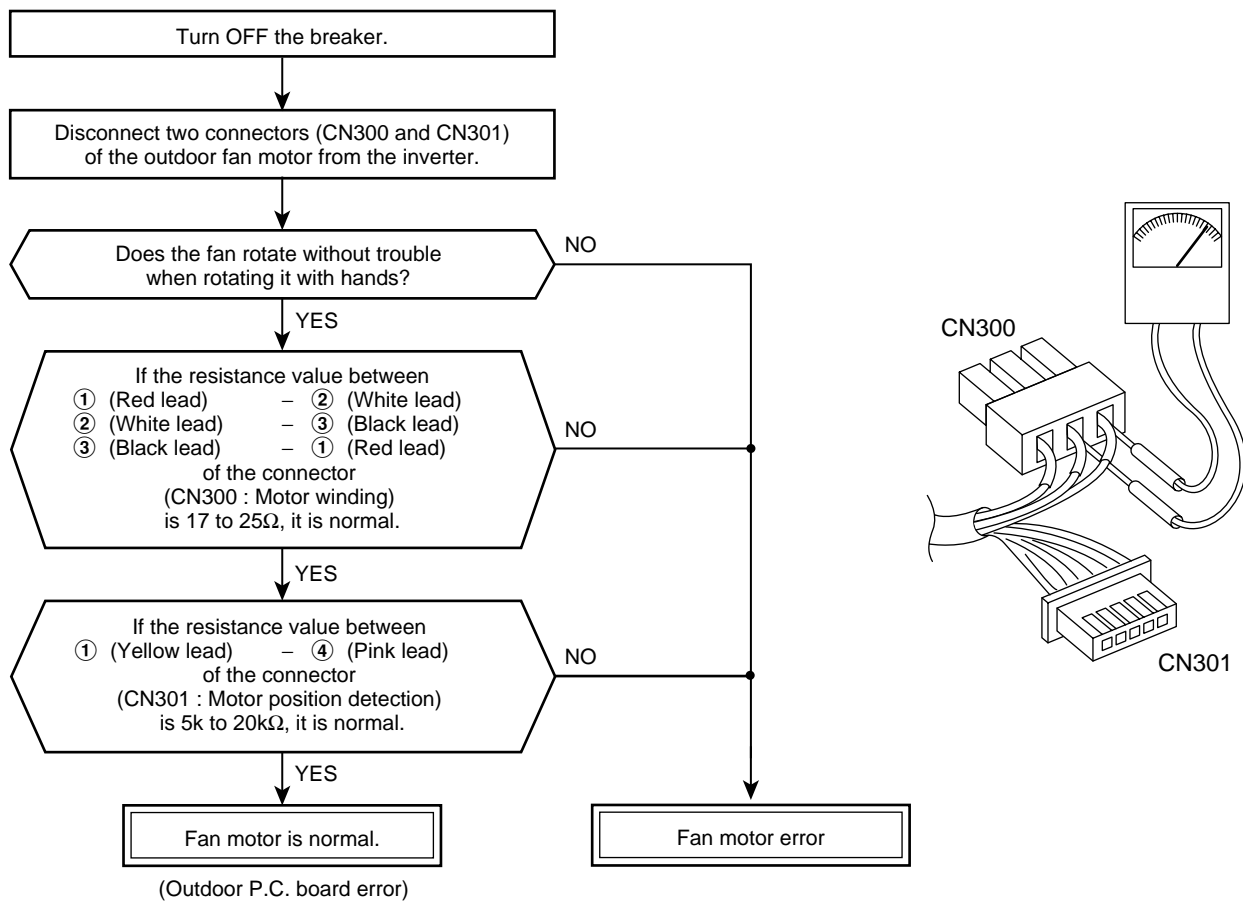 Turn OFF the breaker.
Disconnect two connectors (CN300 and CN301)
of the outdoor fan motor from the inverter.
Does the fan rotate without trouble
when rotating it with hands?
NO
YES
If the resistance value between
① (Red lead) – ② (White lead)
② (White lead) – ③ (Black lead)
③ (Black lead) – ① (Red lead)
of the connector
(CN300 : Motor winding)
is 17 to 25Ω, it is normal.
NO
YES
If the resistance value between
① (Yellow lead) – ④ (Pink lead)
of the connector
(CN301 : Motor position detection)
is 5k to 20kΩ, it is normal.
NO
YES
Fan motor is normal.
(Outdoor P.C. board error)
Fan motor error
CN300
CN301